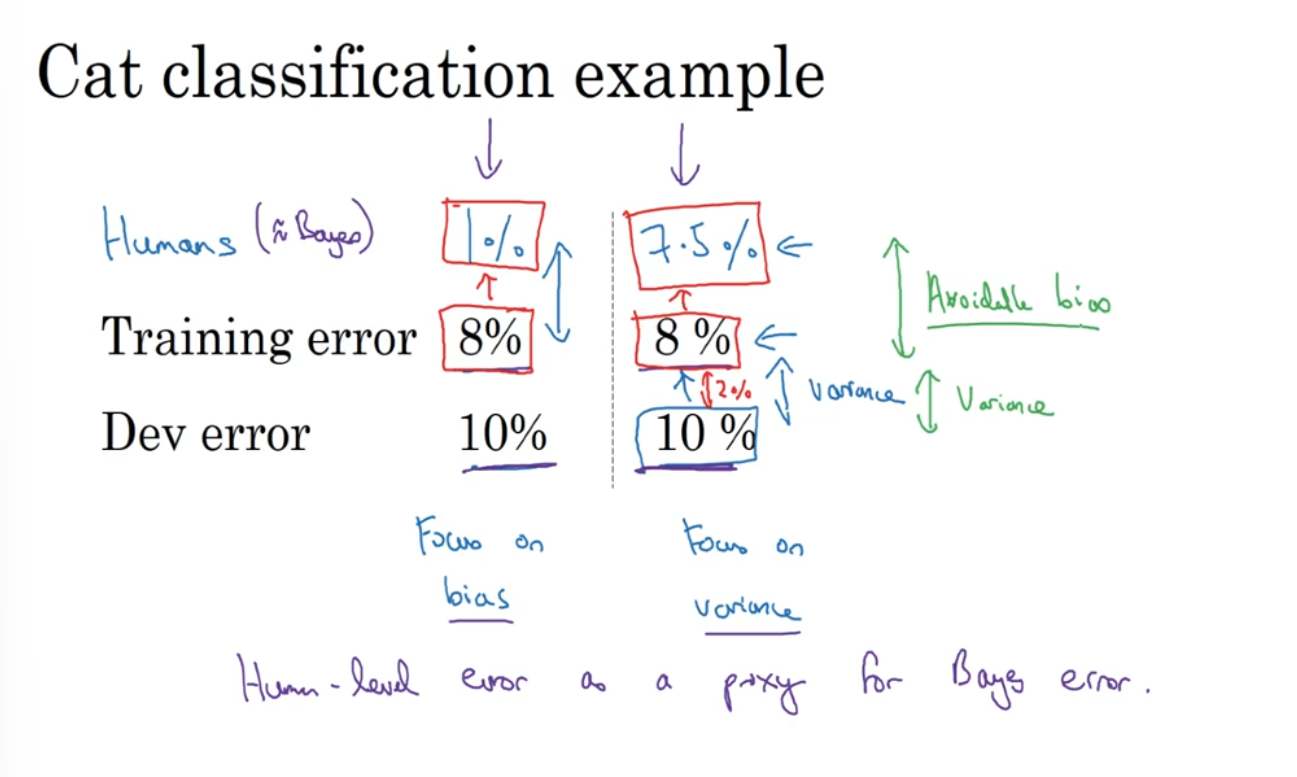 Cat classification example
Humans (≈ Bayes) 1% 7.5%
Avoidable bias
Training error 8% 8 %
2% Variance Variance
Dev error 10% 10 %
Focus on Focus on
bias variance
Human-level error as a proxy for Bayes error.